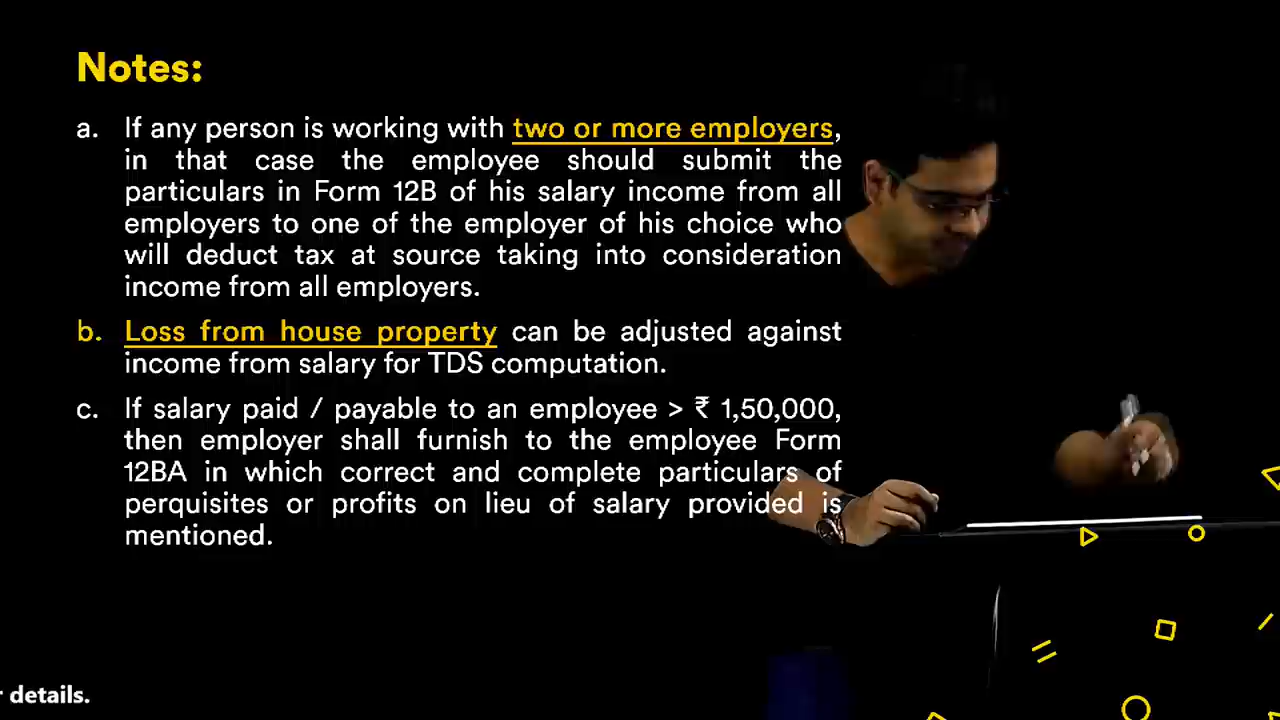 Notes:
a. If any person is working with two or more employers,
in that case the employee should submit the
particulars in Form 12B of his salary income from all
employers to one of the employer of his choice who
will deduct tax at source taking into consideration
income from all employers.
b. Loss from house property can be adjusted against
income from salary for TDS computation.
c. If salary paid / payable to an employee > ₹ 1,50,000,
then employer shall furnish to the employee Form
12BA in which correct and complete particulars of
perquisites or profits on lieu of salary provided is
mentioned.
details.